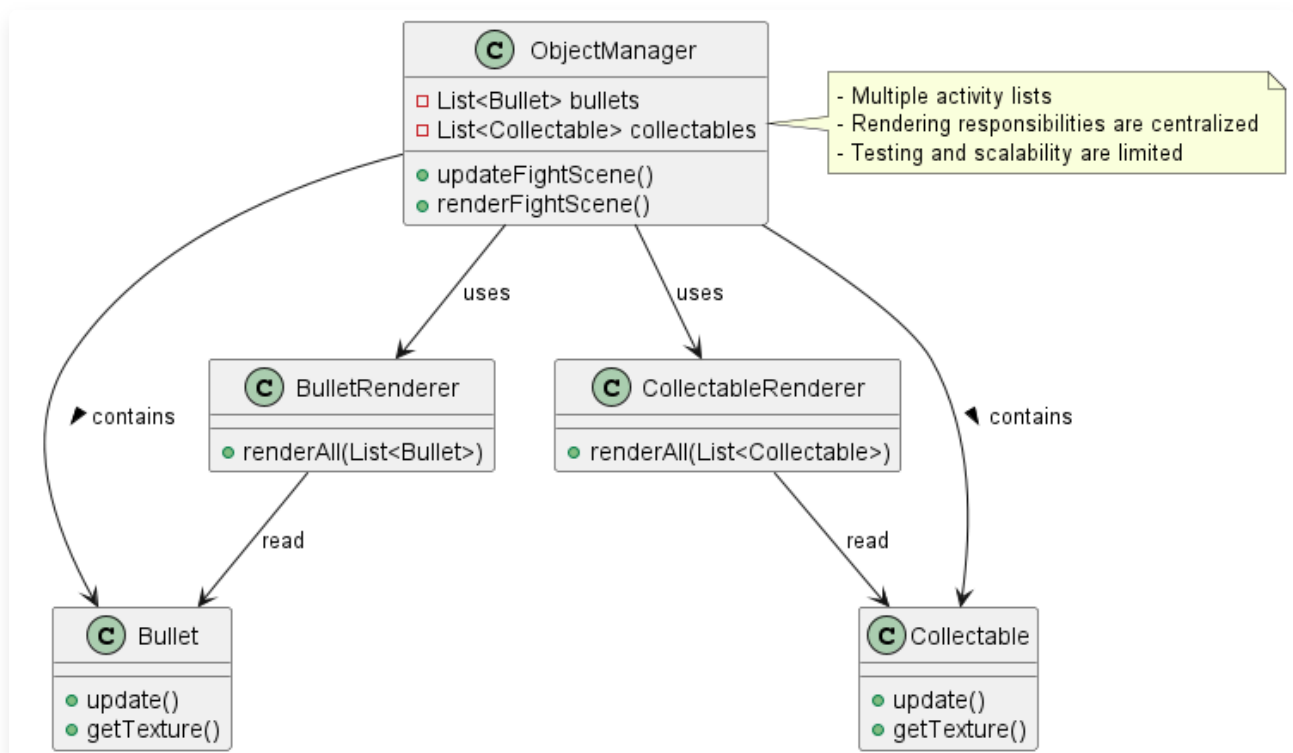 C ObjectManager
List<Bullet> bullets
List<Collectable> collectables
updateFightScene()
renderFightScene()
- Multiple activity lists
- Rendering responsibilities are centralized
- Testing and scalability are limited
uses
uses
C BulletRenderer
renderAll(List<Bullet>)
C CollectableRenderer
renderAll(List<Collectable>)
contains
contains
read
read
C Bullet
update()
getTexture()
C Collectable
update()
getTexture()